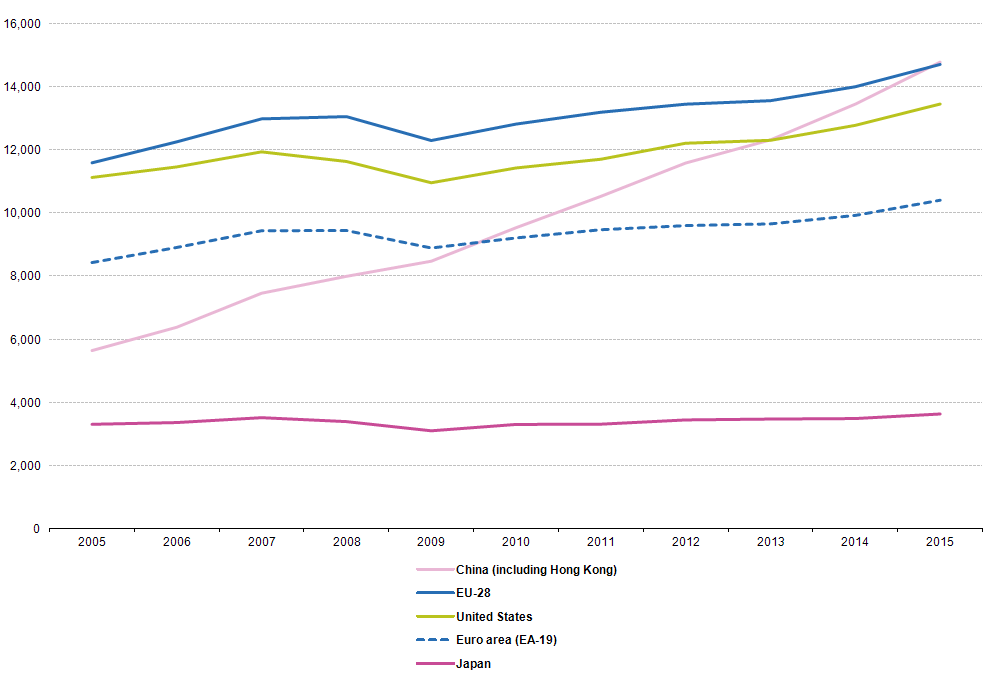 16,000
14,000
12,000
10,000
8,000
6,000
4,000
2,000
0
2005 2006 2007 2008 2009 2010 2011 2012 2013 2014 2015
China (including Hong Kong)
EU-28
United States
Euro area (EA-19)
Japan